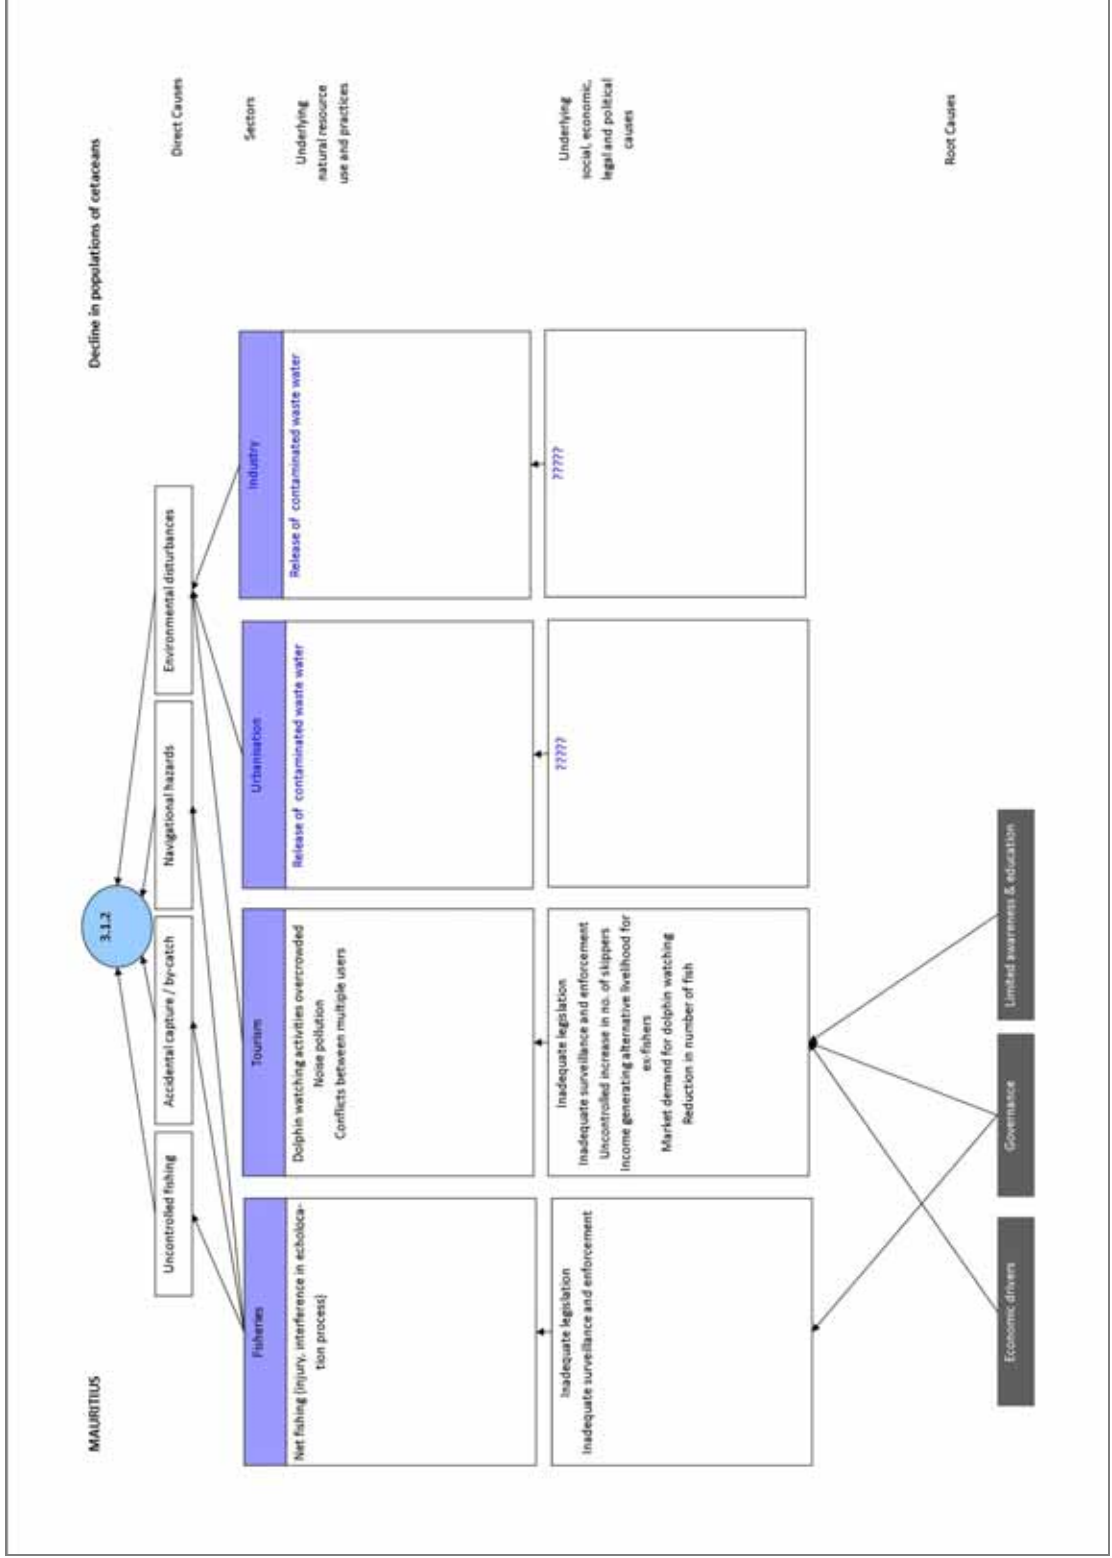 MAURITIUS
Decline in populations of cetaceans
3.1.2
Direct Causes
Uncontrolled fishing
Accidental capture / by-catch
Navigational hazards
Environmental disturbances
Sectors
Fisheries
Tourism
Urbanisation
Industry
Underlying
natural resource
use and practices
Net fishing (injury, interference in echoloca-
tion process)
Dolphin watching activities overcrowded
Noise pollution
Conflicts between multiple users
Release of contaminated waste water
Release of contaminated waste water
Underlying
social, economic,
legal and political
causes
Inadequate legislation
Inadequate surveillance and enforcement
Inadequate legislation
Inadequate surveillance and enforcement
Uncontrolled increase in no. of skippers
Income generating alternative livelihood for
ex-fishers
Market demand for dolphin watching
Reduction in number of fish
?????
?????
Root Causes
Economic drivers
Governance
Limited awareness & education